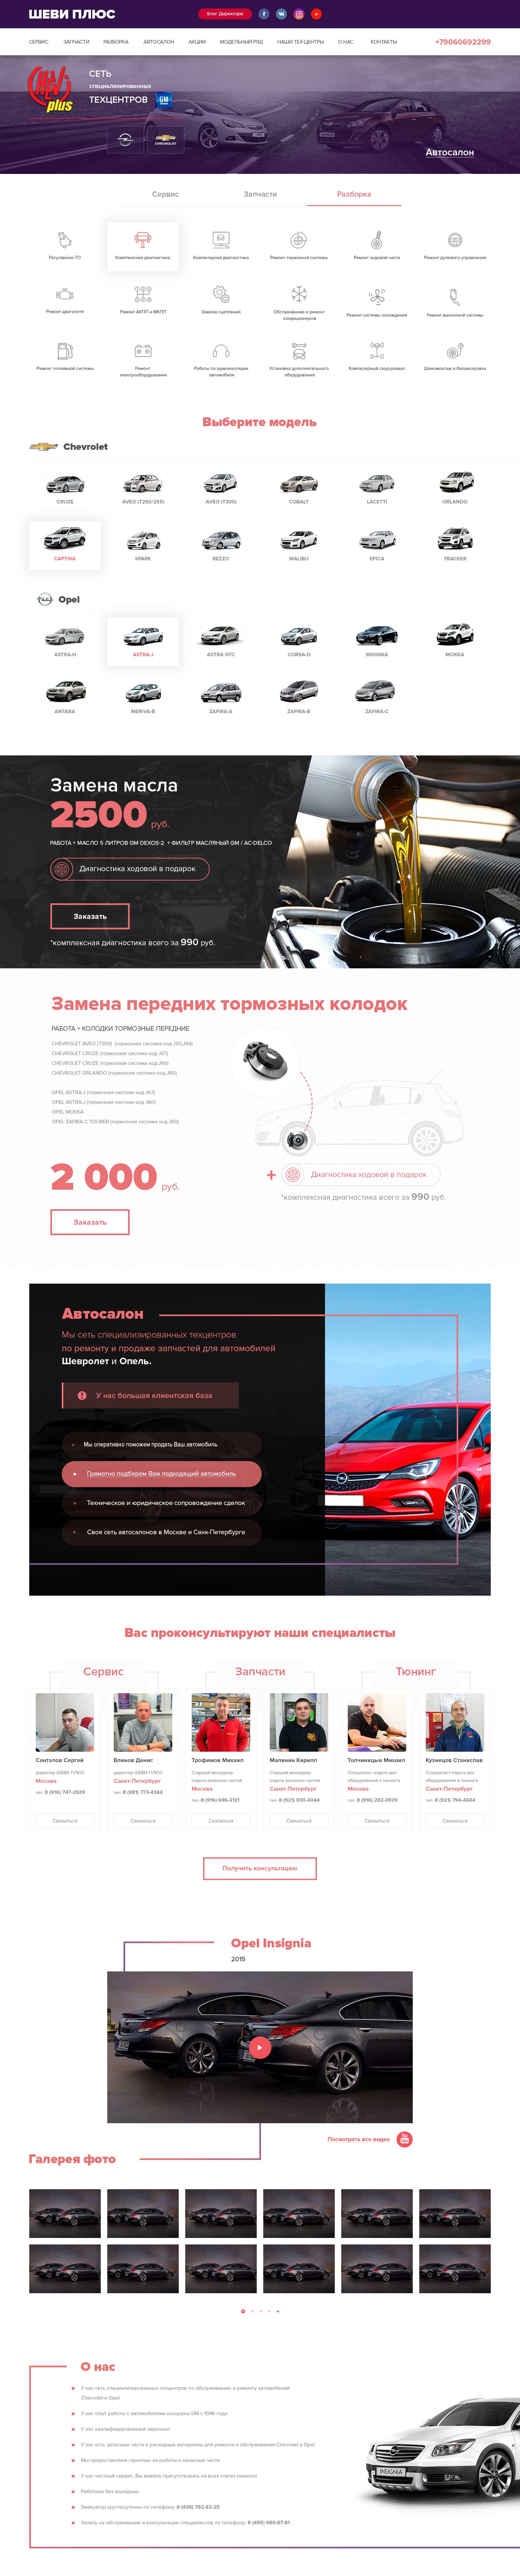 ШЕВИ ПЛЮС
Блог Директора
СЕРВИС ЗАПЧАСТИ РАЗБОРКА АВТОСАЛОН АКЦИИ МОДЕЛЬНЫЙ РЯД НАШИ ТЕХ-ЦЕНТРЫ О НАС КОНТАКТЫ +79060692299
plus
СЕТЬ
СПЕЦИАЛИЗИРОВАННЫХ
ТЕХЦЕНТРОВ GM
CHEVROLET
Автосалон
Сервис Запчасти Разборка
Регулярное ТО Комплексная диагностика Компютерная диагностика Ремонт тормозной системы Ремонт ходовой части Ремонт рулевого управления
Ремонт двигателя Ремонт АКПП и МКПП Замена сцепления Обслуживание и ремонт кондиционеров Ремонт системы охлаждения Ремонт выхлопной системы
Ремонт топливной системы Ремонт электрооборудования Работы по шумоизоляции автомобиля Установка дополнительного оборудования Компютерный сход-развал Шиномонтаж и балансировка
Выберите модель
Chevrolet
CRUZE AVEO (T250/255) AVEO (T300) COBALT LACETTI ORLANDO
CAPTIVA SPARK REZZO MALIBU EPICA TRACKER
Opel
ASTRA-H ASTRA-J ASTRA GTC CORSA-D INSIGNIA MOKKA
ANTARA MERIVA-B ZAFIRA-A ZAFIRA-B ZAFIRA-C
Замена масла
2500 руб.
РАБОТА + МАСЛО 5 ЛИТРОВ GM DEXOS-2 + ФИЛЬТР МАСЛЯНЫЙ GM / AC-DELCO
Диагностика ходовой в подарок
Заказать
*комплексная диагностика всего за 990 руб.
Замена передних тормозных колодок
РАБОТА + КОЛОДКИ ТОРМОЗНЫЕ ПЕРЕДНИЕ
CHEVROLET AVEO (T300) (тормозная система код J93,J94)
CHEVROLET CRUZE (тормозная система код J67)
CHEVROLET CRUZE (тормозная система код J60)
CHEVROLET ORLANDO (тормозная система код J60)
OPEL ASTRA-J (тормозная система код J67)
OPEL ASTRA-J (тормозная система код J60)
OPEL MOKKA
OPEL ZAFIRA-C TOURER (тормозная система код J60)
2 000 руб.
+ Диагностика ходовой в подарок
*комплексная диагностика всего за 990 руб.
Заказать
Автосалон
Мы сеть специализированных техцентров
по ремонту и продаже запчастей для автомобилей
Шевролет и Опель.
У нас большая клиентская база
Мы оперативно поможем продать Ваш автомобиль
Грамотно подберем Вам подходящий автомобиль
Техническое и юридическое сопровождение сделок
Своя сеть автосалонов в Москве и Санк-Петербурге
Вас проконсультируют наши специалисты
Сервис Запчасти Тюнинг
Санталов Сергей Блинов Денис Трофимов Михаил Малинин Кирилл Топчиницын Михаил Кузнецов Станислав
директор ШЕВИ ПЛЮС директор ШЕВИ ПЛЮС Старший менеджер отдела запасных частей Старший менеджер отдела запасных частей Специалист отдела доп оборудования и тюнинга Специалист отдела доп оборудования и тюнинга
Москва Санкт-Петербург Москва Санкт-Петербург Москва Санкт-Петербург
тел: 8 (916) 747-2929 тел: 8 (981) 773-4344 тел: 8 (916) 696-3131 тел: 8 (921) 930-4344 тел: 8 (916) 282-3939 тел: 8 (921) 794-4344
Связаться Связаться Связаться Связаться Связаться Связаться
Получить консультацию
Opel Insignia
2015
Посмотреть все видео
Галерея фото
О нас
У нас сеть специализированных техцентров по обслуживанию и ремонту автомобилей
Chevrolet и Opel
У нас опыт работы с автомобилями концерна GM с 1996 года
У нас квалифицированный персонал
У нас есть запасные части и расходные материалы для ремонта и обслуживания Chevrolet и Opel
Мы предоставляем гарантию на работы и запасные части
У нас честный сервис, Вы можете присутствовать на всех этапах ремонта
Работаем без выходных
Эвакуатор круглосуточно по телефону: 8 (495) 782-83-25
Запись на обслуживание и консультации специалистов по телефону: 8 (495) 989-87-81
INSIGNIA